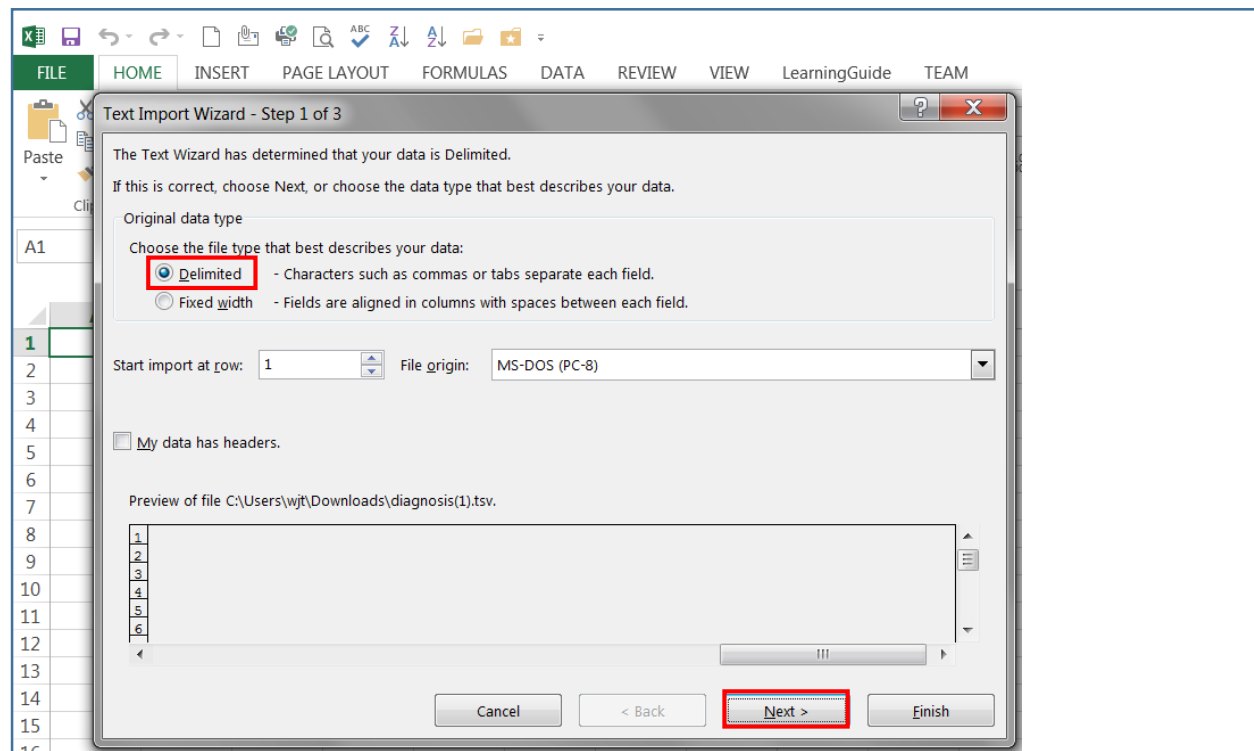 ABC
Z A A Z
FILE HOME INSERT PAGE LAYOUT FORMULAS DATA REVIEW VIEW LearningGuide TEAM
Text Import Wizard - Step 1 of 3
?
X
Paste
The Text Wizard has determined that your data is Delimited.
If this is correct, choose Next, or choose the data type that best describes your data.
Original data type
A1
Choose the file type that best describes your data:
Delimited - Characters such as commas or tabs separate each field.
Fixed width - Fields are aligned in columns with spaces between each field.
Start import at row: 1 File origin: MS-DOS (PC-8)
My data has headers.
Preview of file C:\Users\wjt\Downloads\diagnosis(1).tsv.
1
2
3
4
5
6
Cancel < Back Next > Finish
1
2
3
4
5
6
7
8
9
10
11
12
13
14
15